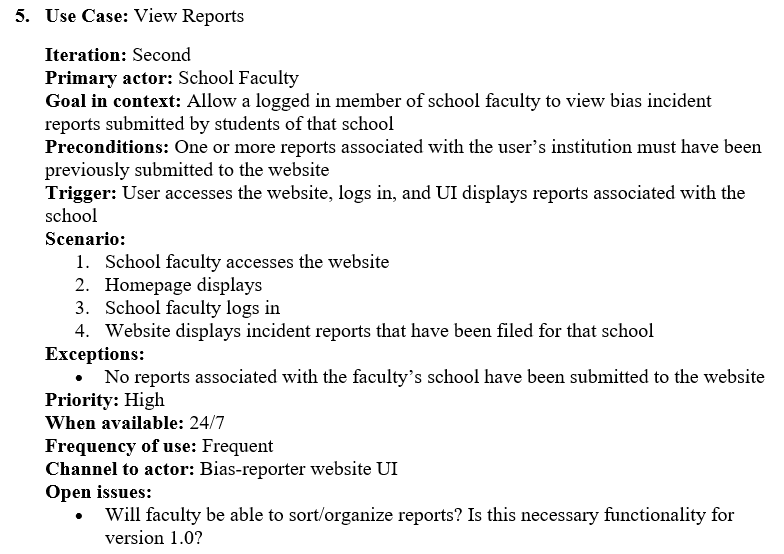 5. Use Case: View Reports
Iteration: Second
Primary actor: School Faculty
Goal in context: Allow a logged in member of school faculty to view bias incident
reports submitted by students of that school
Preconditions: One or more reports associated with the user’s institution must have been
previously submitted to the website
Trigger: User accesses the website, logs in, and UI displays reports associated with the
school
Scenario:
1. School faculty accesses the website
2. Homepage displays
3. School faculty logs in
4. Website displays incident reports that have been filed for that school
Exceptions:
• No reports associated with the faculty’s school have been submitted to the website
Priority: High
When available: 24/7
Frequency of use: Frequent
Channel to actor: Bias-reporter website UI
Open issues:
• Will faculty be able to sort/organize reports? Is this necessary functionality for
version 1.0?